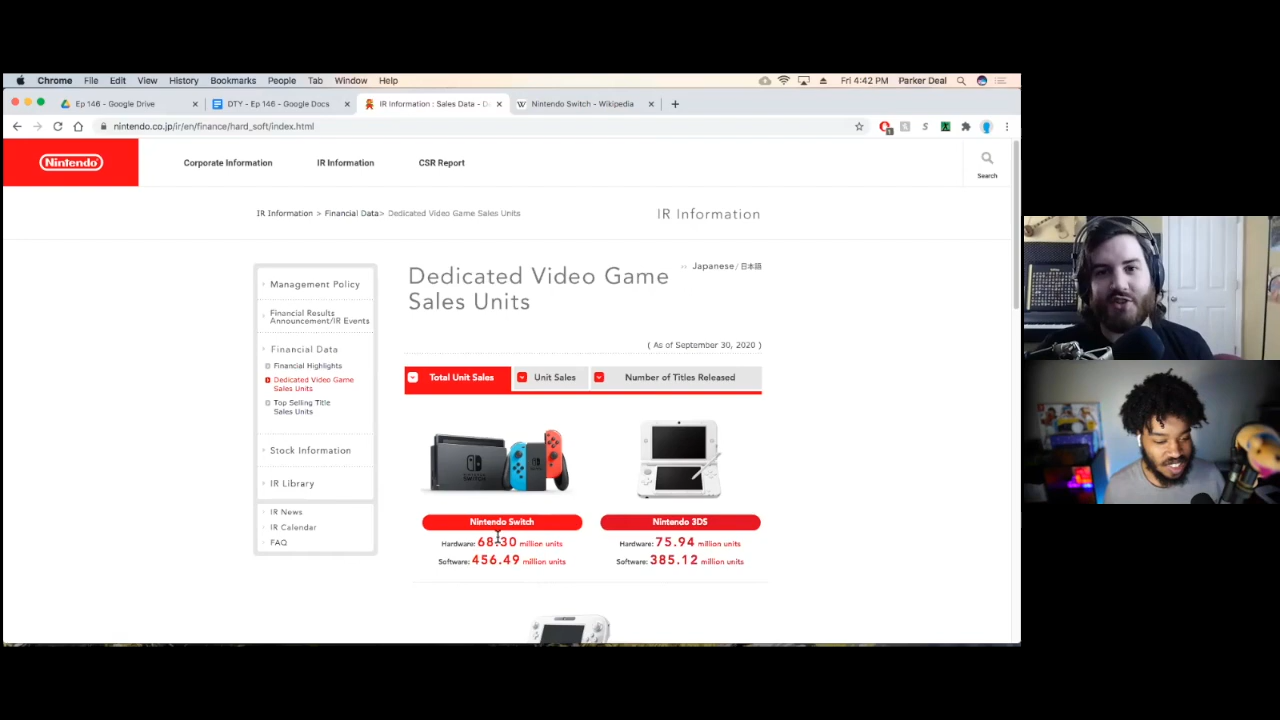 Chrome File Edit View History Bookmarks People Tab Window Help
Fri 4:42 PM Parker Deal
Ep 146 - Google Drive
DTY - Ep 146 - Google Docs
IR Information : Sales Data - D
Nintendo Switch - Wikipedia
nintendo.co.jp/ir/en/finance/hard_soft/index.html
Nintendo
Corporate Information
IR Information
CSR Report
Search
IR Information > Financial Data> Dedicated Video Game Sales Units
IR Information
Management Policy
Financial Results
Announcement/IR Events
Financial Data
Financial Highlights
Dedicated Video Game
Sales Units
Top Selling Title
Sales Units
Stock Information
IR Library
IR News
IR Calendar
FAQ
Dedicated Video Game
Sales Units
Japanese/ 日本語
( As of September 30, 2020 )
Total Unit Sales
Unit Sales
Number of Titles Released
Nintendo Switch
Hardware: 68.30 million units
Software: 456.49 million units
Nintendo 3DS
Hardware: 75.94 million units
Software: 385.12 million units